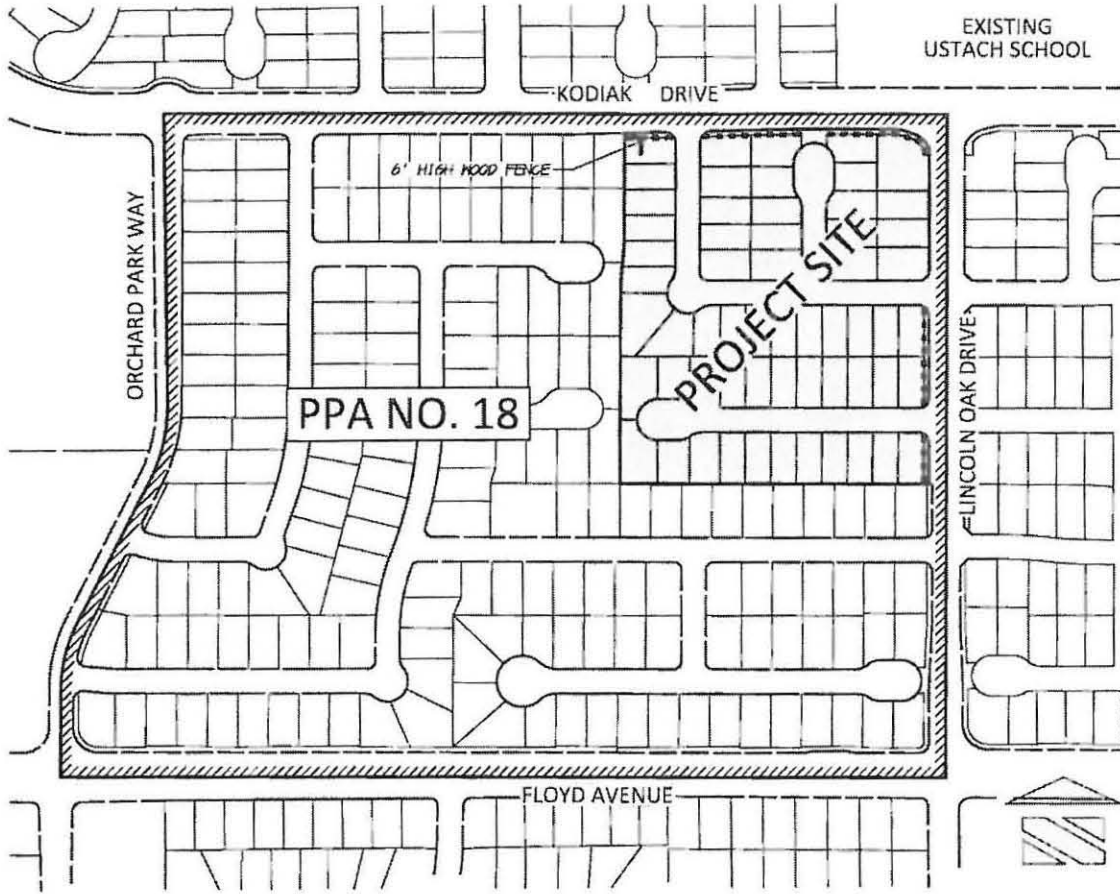 EXISTING
USTACH SCHOOL
KODIAK DRIVE
6' HIGH WOOD FENCE
ORCHARD PARK WAY
PROJECT SITE
PPA NO. 18
LINCOLN OAK DRIVE
FLOYD AVENUE